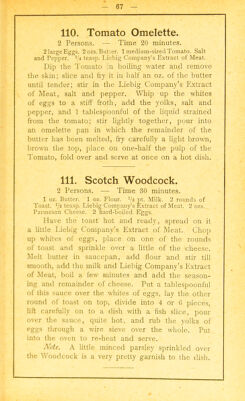 — 67 —
110. Tomato Omelette.
2 Persons. — Time 20 minutes.
2 large Eggs. 2 ozs. Butter. 1 medium-sized Tomato. Salt
and Pepper. ¼ teasp. Liebig Company's Extract of Meat.
Dip the Tomato in boiling water and remove
the skin; slice and fry it in half an oz. of the butter
until tender; stir in the Liebig Company's Extract
of Meat, salt and pepper. Whip up the whites
of eggs to a stiff froth, add the yolks, salt and
pepper, and 1 tablespoonful of the liquid strained
from the tomato; stir lightly together, pour into
an omelette pan in which the remainder of the
butter has been melted, fry carefully a light brown,
brown the top, place on one-half the pulp of the
Tomato, fold over and serve at once on a hot dish.
111. Scotch Woodcock.
2 Persons. — Time 30 minutes.
1 oz. Butter. 1 oz. Flour. ½ pt. Milk. 2 rounds of
Toast. teasp. Liebig Company's Extract of Meat. 2 ozs.
Parmesan Cheese. 2 hard-boiled Eggs.
Have the toast hot and ready, spread on it
a little Liebig Company's Extract of Meat. Chop
up whites of eggs, place on one of the rounds
of toast and sprinkle over a little of the cheese.
Melt butter in saucepan, add flour and stir till
smooth, add the milk and Liebig Company's Extract
of Meat, boil a few minutes and add the season-
ing and remainder of cheese. Put a tablespoonful
of this sauce over the whites of eggs, lay the other
round of toast on top, divide into 4 or 6 pieces,
lift carefully on to a dish with a fish slice, pour
over the sauce, quite hot, and rub the yolks of
eggs through a wire sieve over the whole. Put
into the oven to re-heat and serve.
Note. A little minced parsley sprinkled over
the Woodcock is a very pretty garnish to the dish.